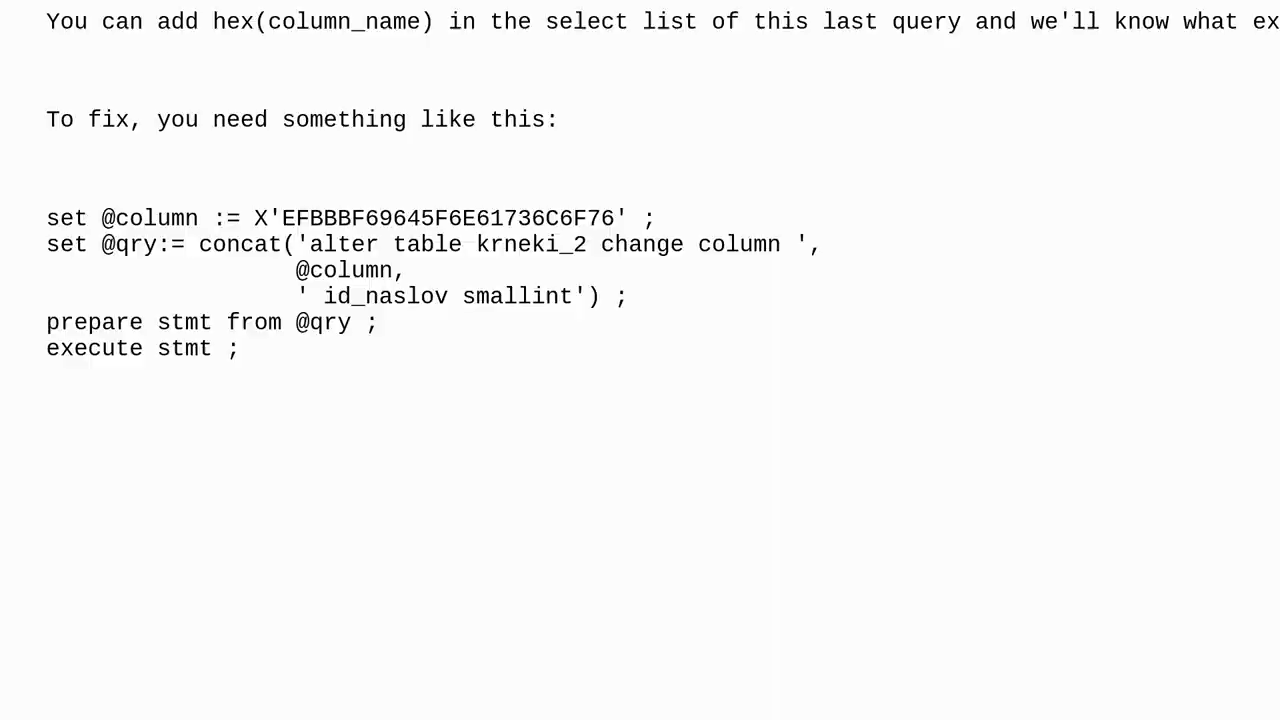 You can add hex(column_name) in the select list of this last query and we'll know what
To fix, you need something like this:
set @column := X'EFBBBF69645F6E61736C6F76' ;
set @qry:= concat('alter table krneki_2 change column ',
@column,
' id_naslov smallint') ;
prepare stmt from @qry ;
execute stmt ;